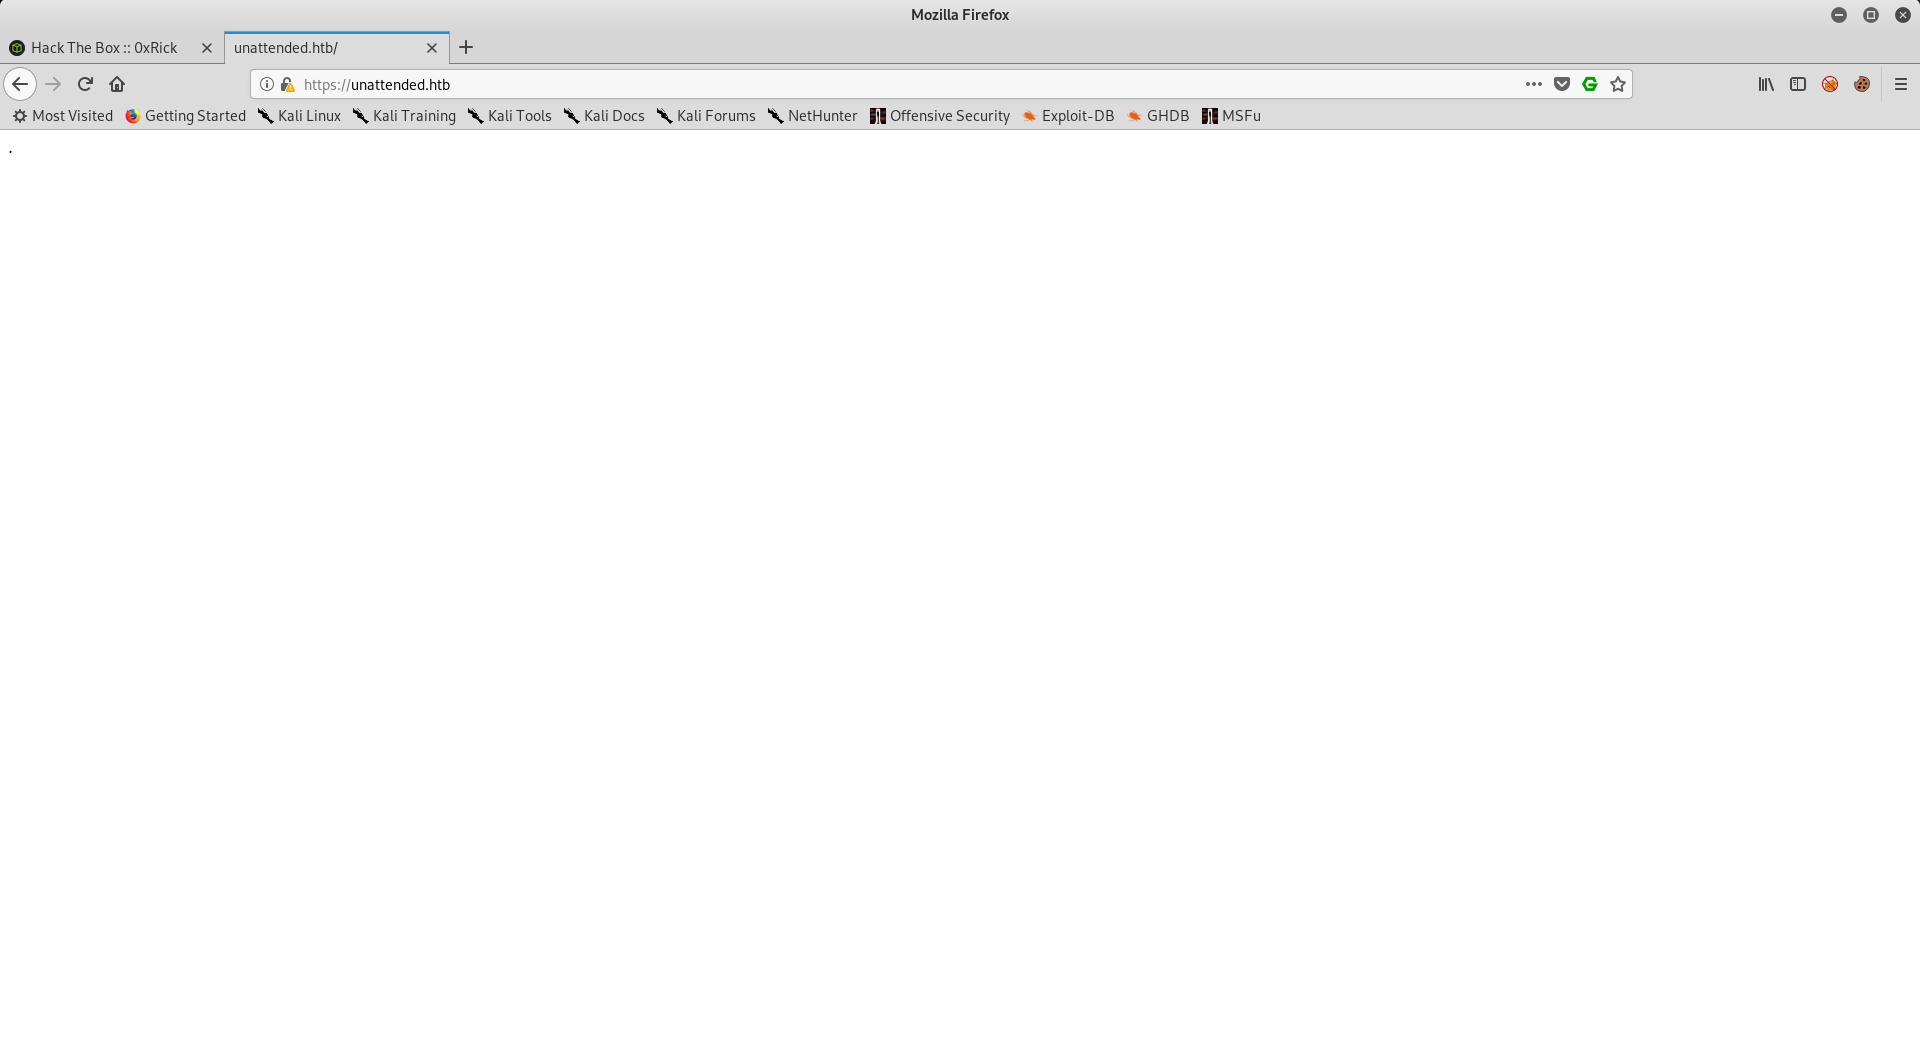 Mozilla Firefox
Hack The Box :: 0xRick
unattended.htb/
https://unattended.htb
Most Visited Getting Started Kali Linux Kali Training Kali Tools Kali Docs Kali Forums NetHunter Offensive Security Exploit-DB GHDB MSFu
.